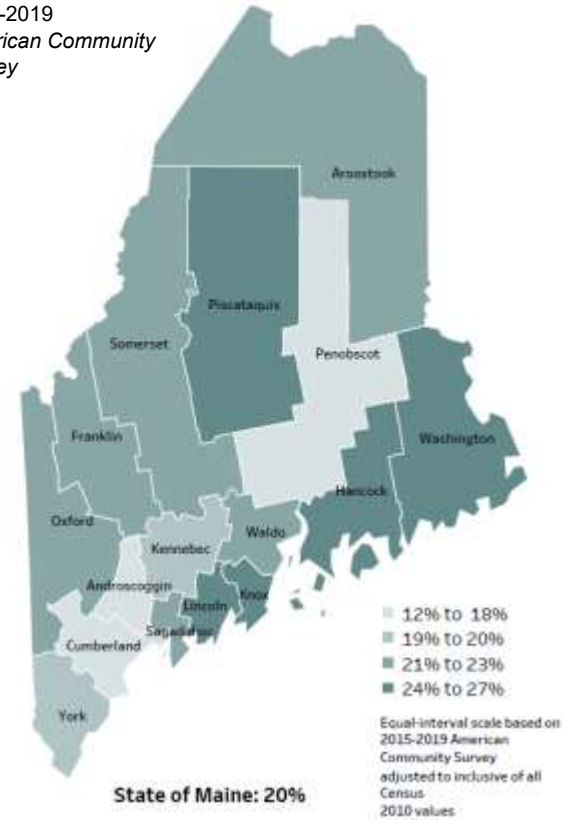 -2019
rican Community
ey
Aroostook
Piscataquis
Somerset
Penobscot
Franklin
Washington
Hancock
Oxford
Waldo
Kennebec
Androscoggin
Knox
Lincoln
Sagadahoc
Cumberland
York
12% to 18%
19% to 20%
21% to 23%
24% to 27%
Equal-interval scale based on
2015-2019 American
Community Survey
adjusted to inclusive of all
Census
2010 values
State of Maine: 20%